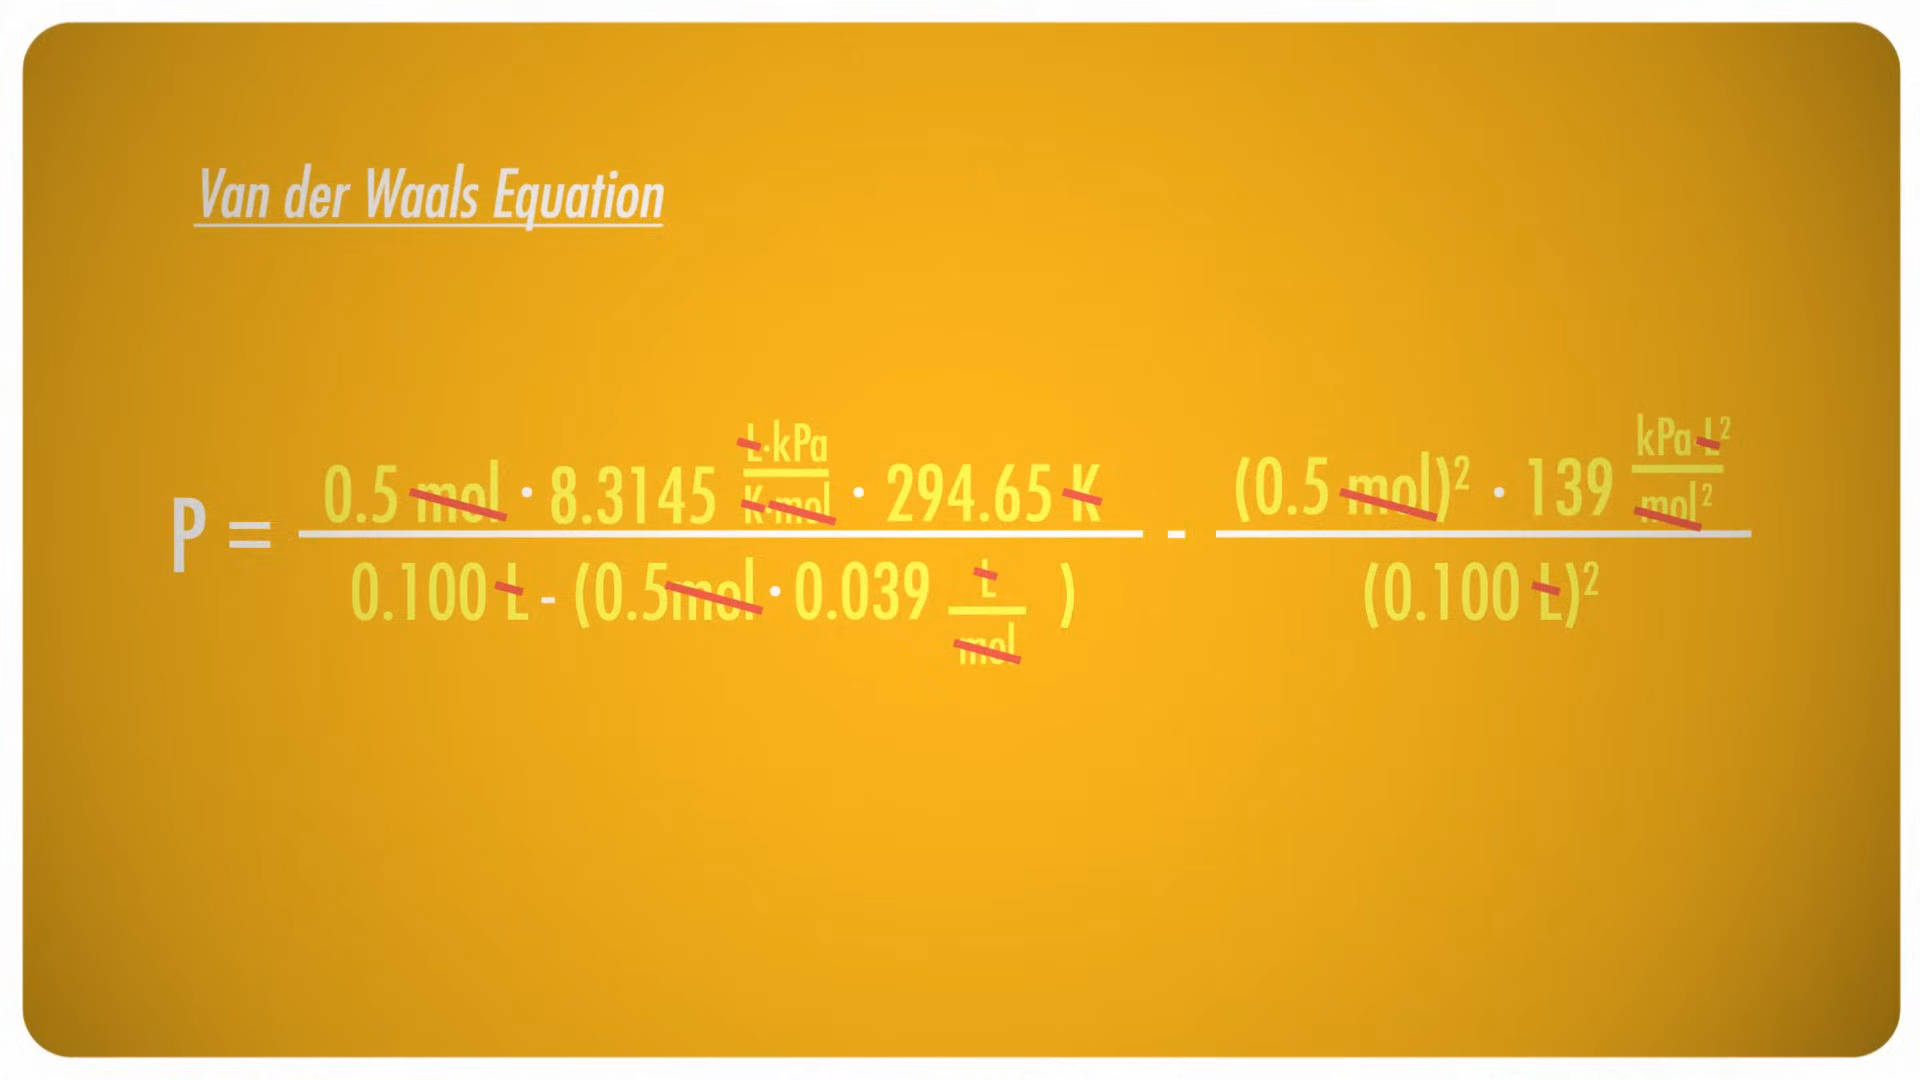 Van der Waals Equation
P = 0.5 mol · 8.3145 L·kPa/K·mol · 294.65 K / 0.100 L - (0.5mol · 0.039 L/mol ) - (0.5 mol)² · 139 kPa·L²/mol² / (0.100 L)²